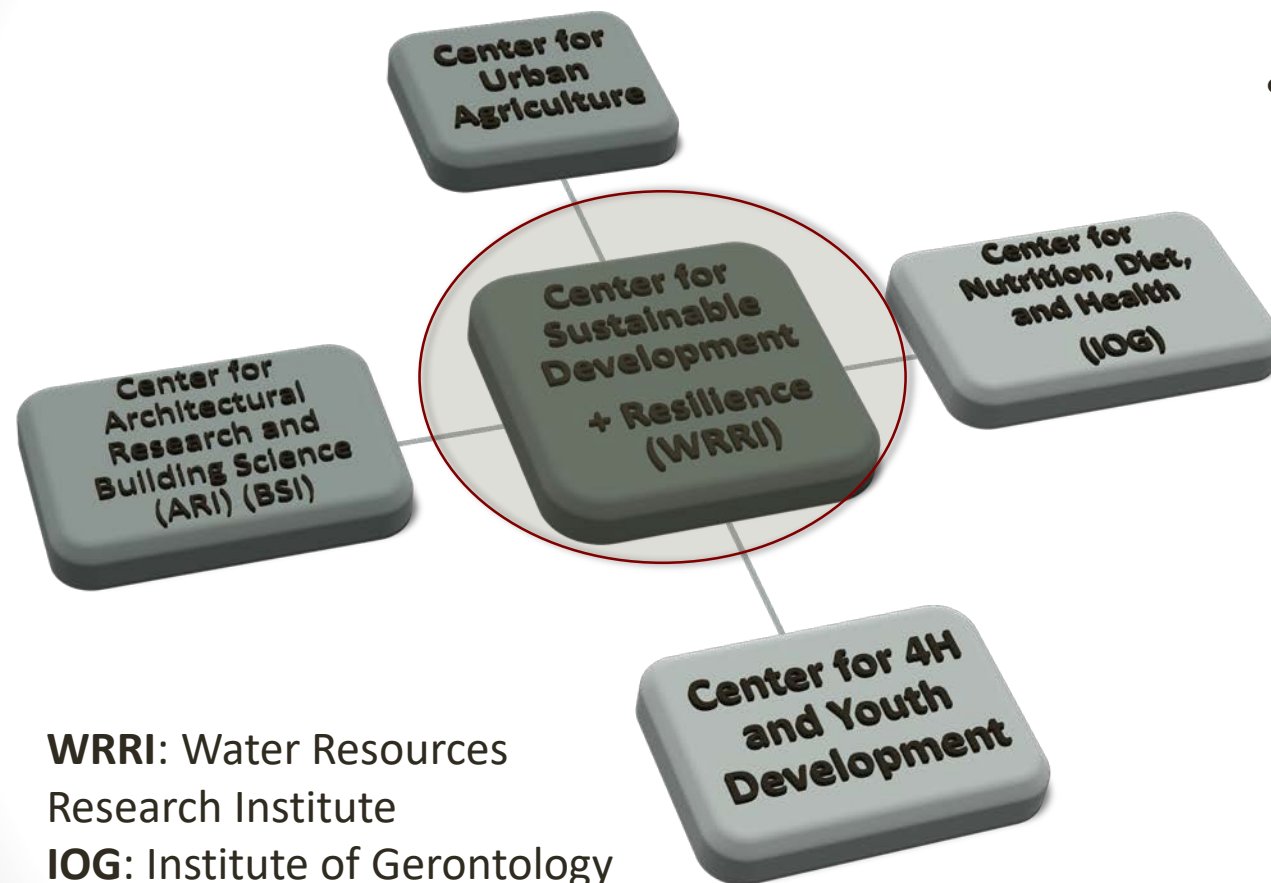 Center for
Urban
Agriculture
•
Center for
Nutrition, Diet,
and Health
(IOG)
Center for
Sustainable
Development
+ Resilience
(WRRI)
Center for
Architectural
Research and
Building Science
(ARI) (BSI)
Center for 4H
and Youth
Development
WRRI: Water Resources
Research Institute
IOG: Institute of Gerontology